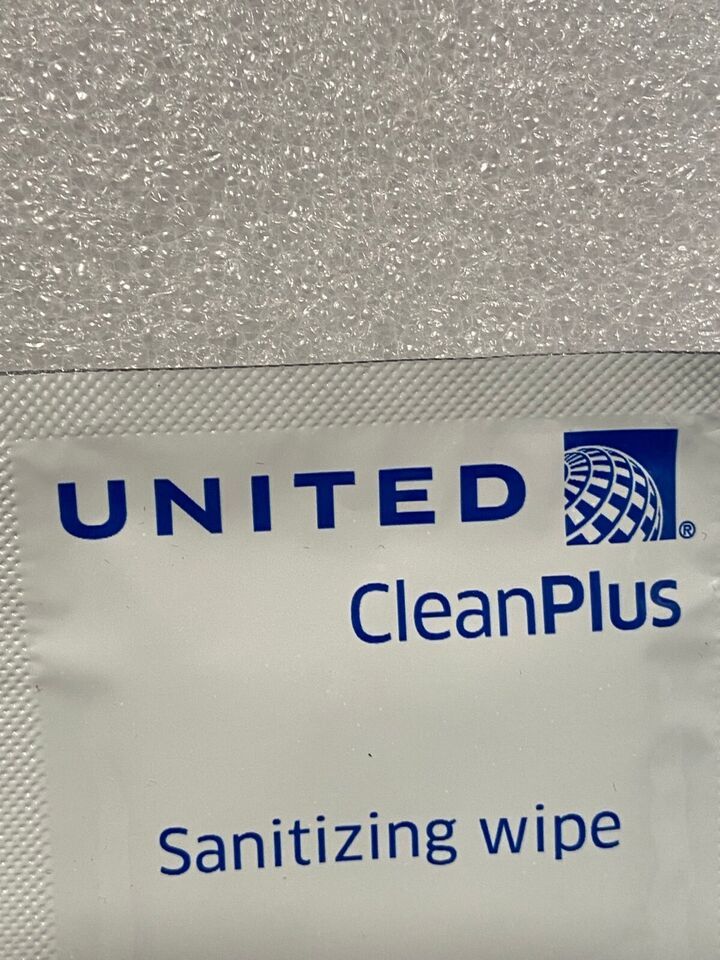 UNITED ®
CleanPlus
Sanitizing wipe